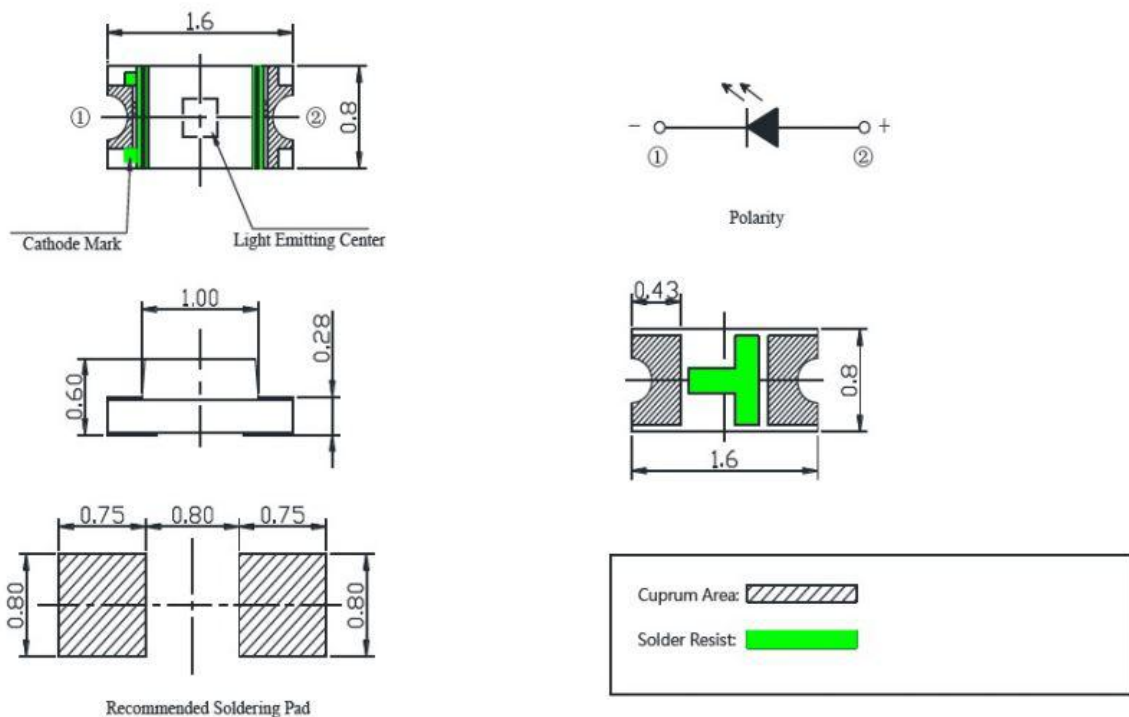 1.6
① ② 0.8
Cathode Mark Light Emitting Center
- +
① ②
Polarity
1.00
0.60 0.28
0.43
0.8
1.6
0.75 0.80 0.75
0.80 0.80
Recommended Soldering Pad
Cuprum Area:
Solder Resist: